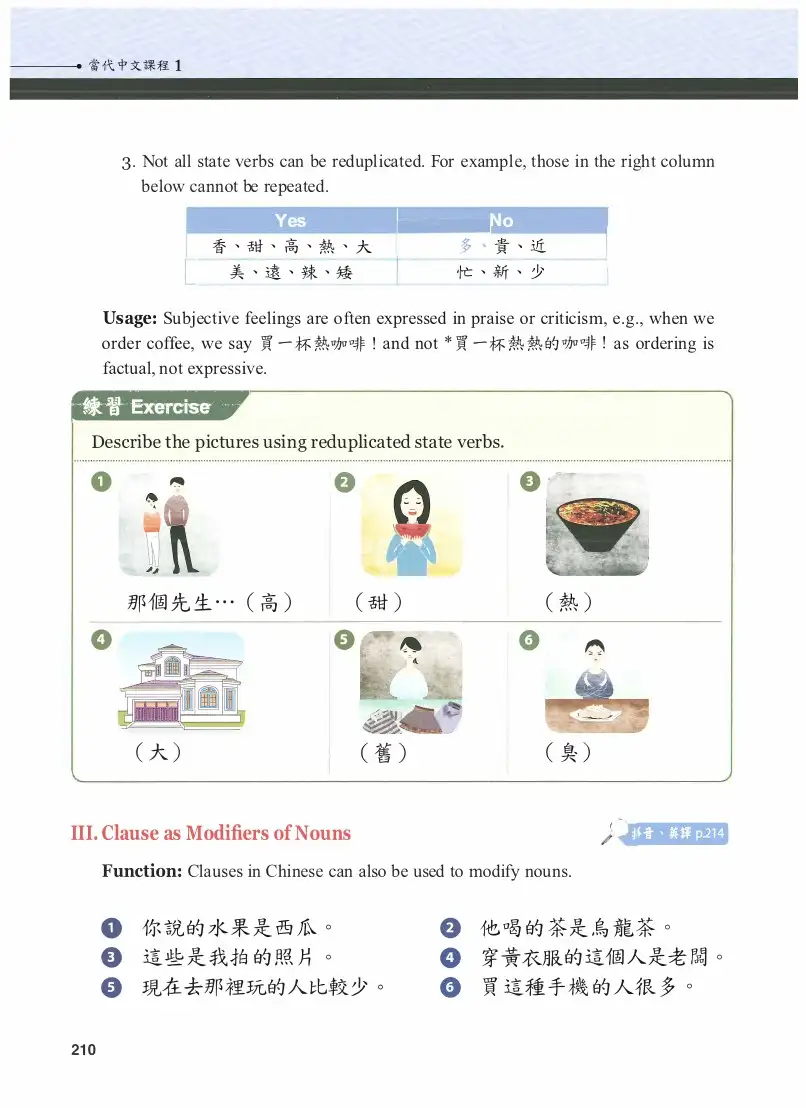 當代中文課程 1
3. Not all state verbs can be reduplicated. For example, those in the right column
below cannot be repeated.
Yes No
香、甜、高、熱、大 多、貴、近
美、遠、辣、矮 忙、新、少
Usage: Subjective feelings are often expressed in praise or criticism, e.g., when we
order coffee, we say 買一杯熱咖啡！and not *買一杯熱熱的咖啡！as ordering is
factual, not expressive.
練習 Exercise
Describe the pictures using reduplicated state verbs.
1 2 3
那個先生…（高） （甜） （熱）
4 5 6
（大） （舊） （臭）
III. Clause as Modifiers of Nouns
拼音、英譯 p.214
Function: Clauses in Chinese can also be used to modify nouns.
1 你說的水果是西瓜。 2 他喝的茶是烏龍茶。
3 這些是我拍的照片。 4 穿黃衣服的這個人是老闆。
5 現在去那裡玩的人比較少。 6 買這種手機的人很多。
210